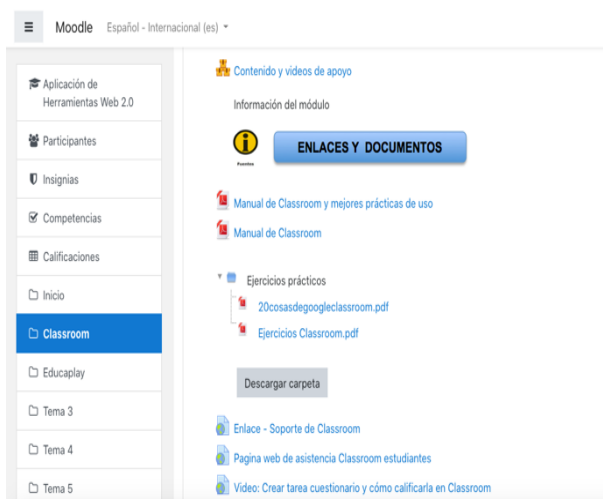 Moodle Español - Internacional (es)
Aplicación de
Herramientas Web 2.0
Participantes
Insignias
Competencias
Calificaciones
Inicio
Classroom
Educaplay
Tema 3
Tema 4
Tema 5
Contenido y videos de apoyo
Información del módulo
Fuentes
ENLACES Y DOCUMENTOS
Manual de Classroom y mejores prácticas de uso
Manual de Classroom
Ejercicios prácticos
20cosasdegoogleclassroom.pdf
Ejercicios Classroom.pdf
Descargar carpeta
Enlace - Soporte de Classroom
Pagina web de asistencia Classroom estudiantes
Video: Crear tarea cuestionario y cómo calificarla en Classroom